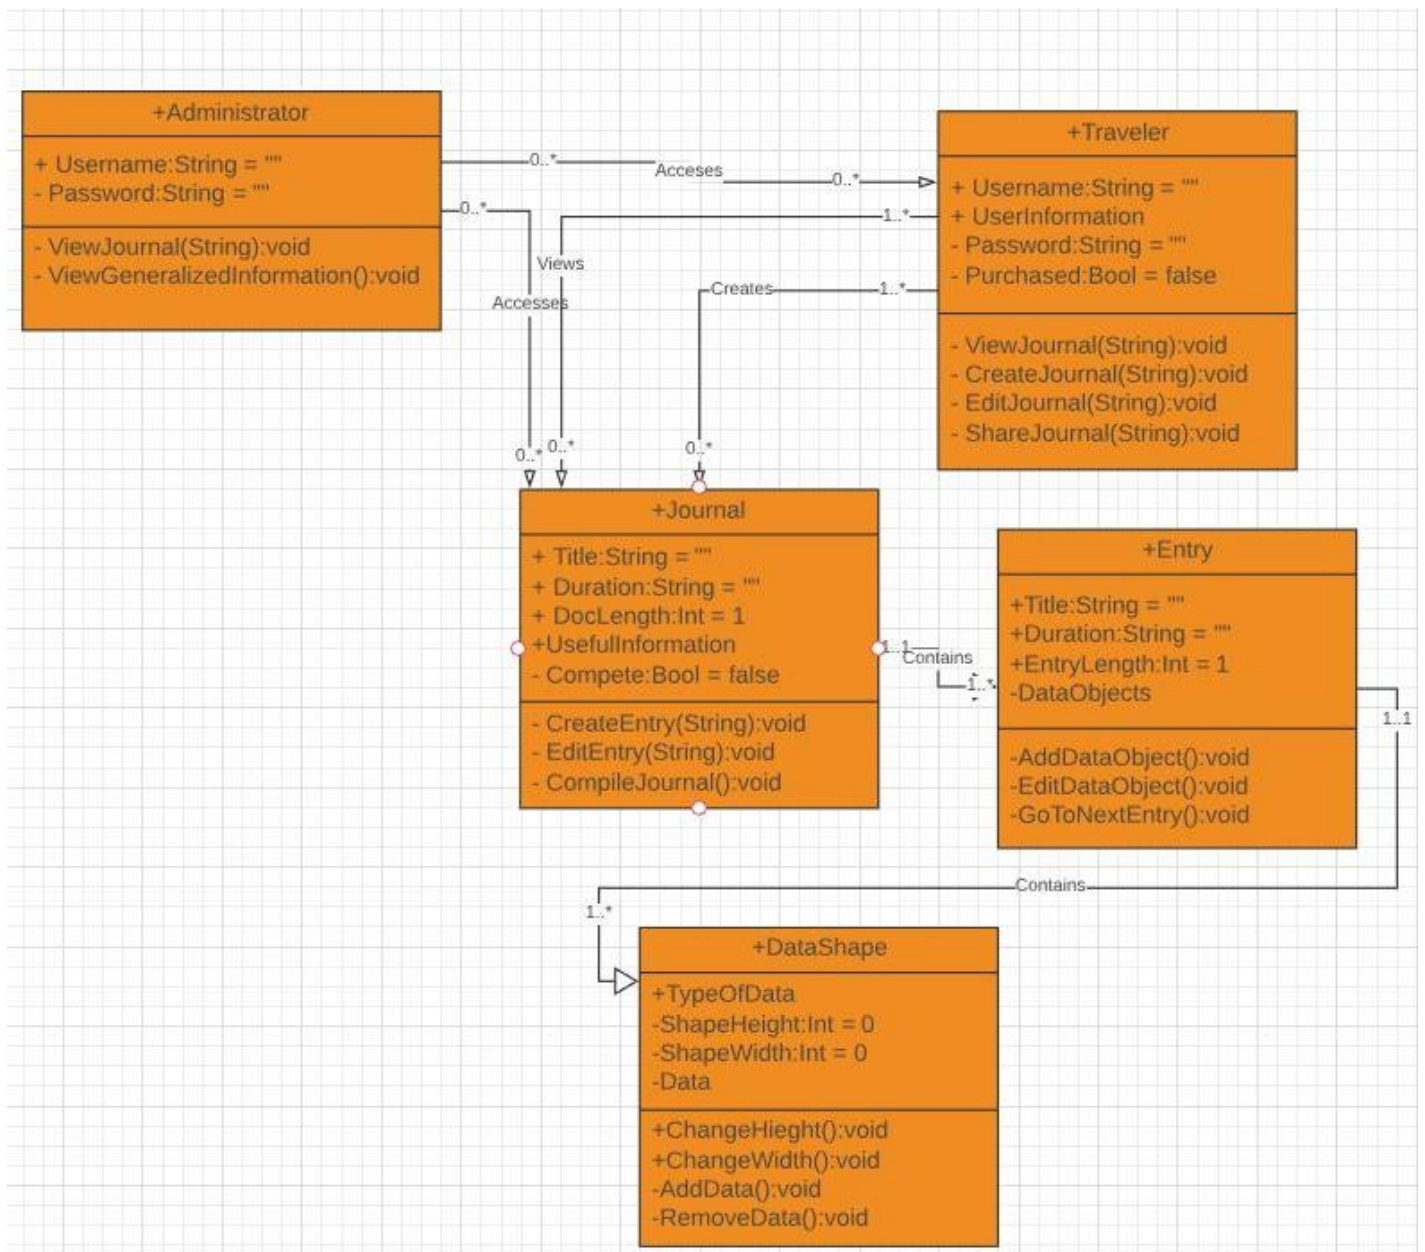 +Administrator
+ Username:String = ""
- Password:String = ""
- ViewJournal(String):void
- ViewGeneralizedInformation():void
0..*
Acceses
0..*
0..*
Accesses
0..*
+Traveler
+ Username:String = ""
+ UserInformation
- Password:String = ""
- Purchased:Bool = false
- ViewJournal(String):void
- CreateJournal(String):void
- EditJournal(String):void
- ShareJournal(String):void
1..*
Views
0..*
1..*
Creates
0..*
+Journal
+ Title:String = ""
+ Duration:String = ""
+ DocLength:Int = 1
+UsefulInformation
- Compete:Bool = false
- CreateEntry(String):void
- EditEntry(String):void
- CompileJournal():void
1..1
Contains
1..*
+Entry
+Title:String = ""
+Duration:String = ""
+EntryLength:Int = 1
-DataObjects
-AddDataObject():void
-EditDataObject():void
-GoToNextEntry():void
1..1
Contains
1..*
+DataShape
+TypeOfData
-ShapeHeight:Int = 0
-ShapeWidth:Int = 0
-Data
+ChangeHieght():void
+ChangeWidth():void
-AddData():void
-RemoveData():void